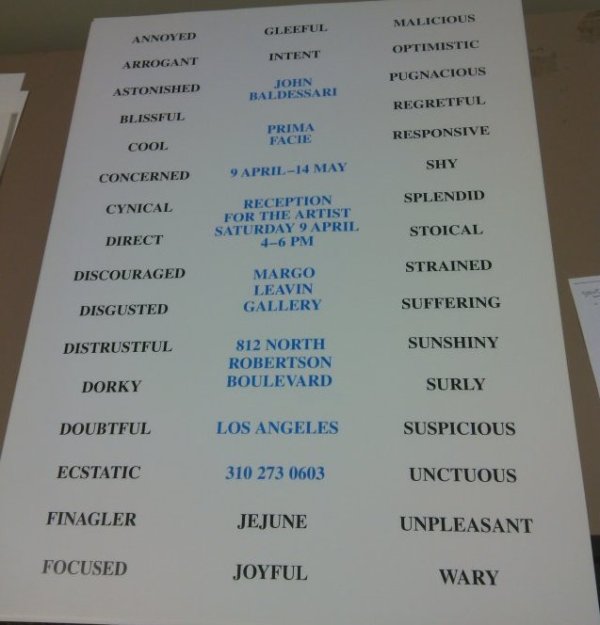 ANNOYED
ARROGANT
ASTONISHED
BLISSFUL
COOL
CONCERNED
CYNICAL
DIRECT
DISCOURAGED
DISGUSTED
DISTRUSTFUL
DORKY
DOUBTFUL
ECSTATIC
FINAGLER
FOCUSED
GLEEFUL
INTENT
JOHN
BALDESSARI
PRIMA
FACIE
9 APRIL–14 MAY
RECEPTION
FOR THE ARTIST
SATURDAY 9 APRIL
4–6 PM
MARGO
LEAVIN
GALLERY
812 NORTH
ROBERTSON
BOULEVARD
LOS ANGELES
310 273 0603
JEJUNE
JOYFUL
MALICIOUS
OPTIMISTIC
PUGNACIOUS
REGRETFUL
RESPONSIVE
SHY
SPLENDID
STOICAL
STRAINED
SUFFERING
SUNSHINY
SURLY
SUSPICIOUS
UNCTUOUS
UNPLEASANT
WARY